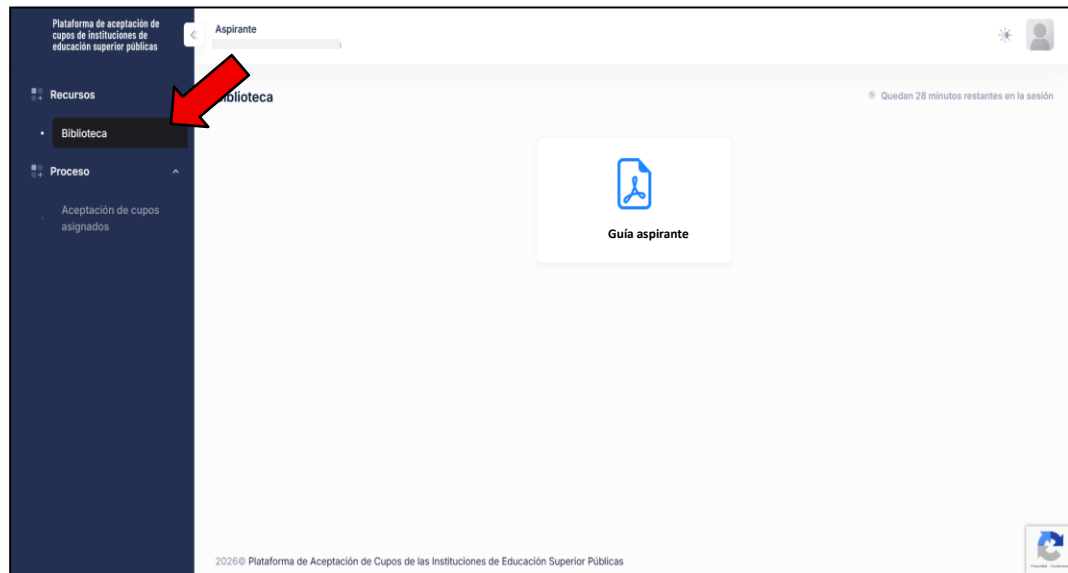 Plataforma de aceptación de
cupos de instituciones de
educación superior públicas
Aspirante
Recursos
Biblioteca
Proceso
Aceptación de cupos
asignados
Biblioteca
Quedan 28 minutos restantes en la sesión
Guía aspirante
2026© Plataforma de Aceptación de Cupos de las Instituciones de Educación Superior Públicas